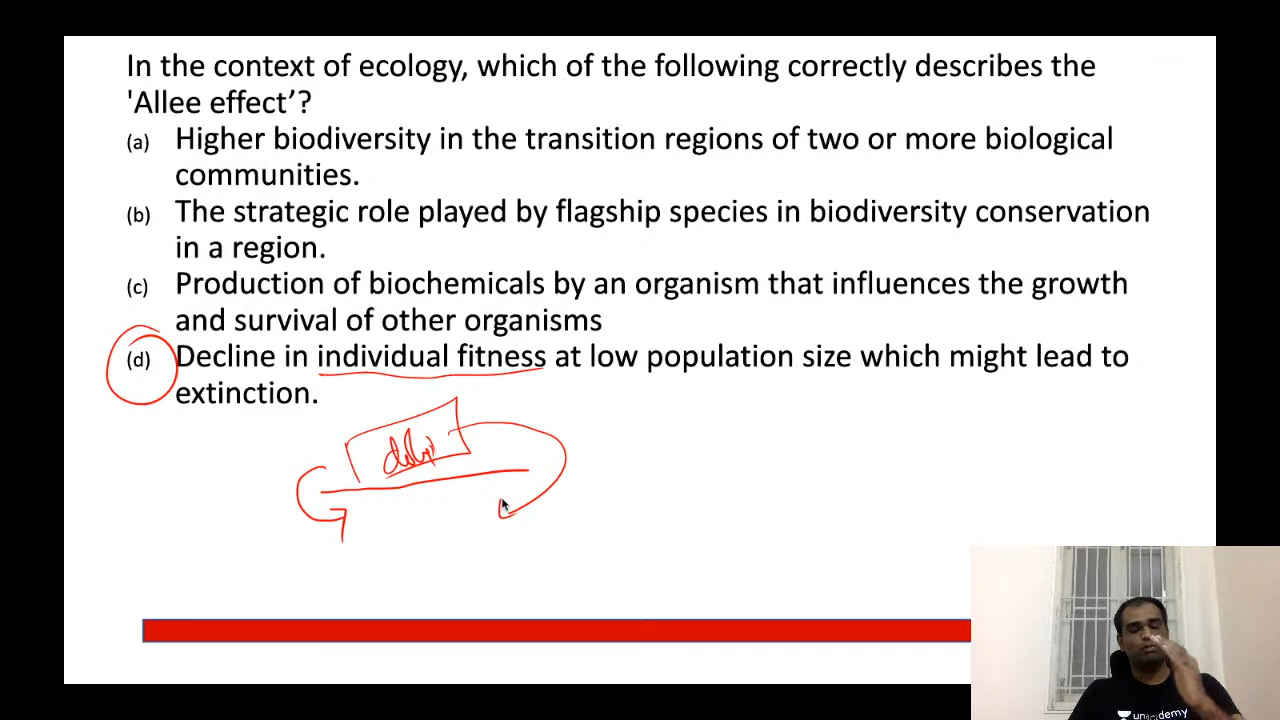 In the context of ecology, which of the following correctly describes the
'Allee effect’?
(a) Higher biodiversity in the transition regions of two or more biological
communities.
(b) The strategic role played by flagship species in biodiversity conservation
in a region.
(c) Production of biochemicals by an organism that influences the growth
and survival of other organisms
(d) Decline in individual fitness at low population size which might lead to
extinction.
unacademy